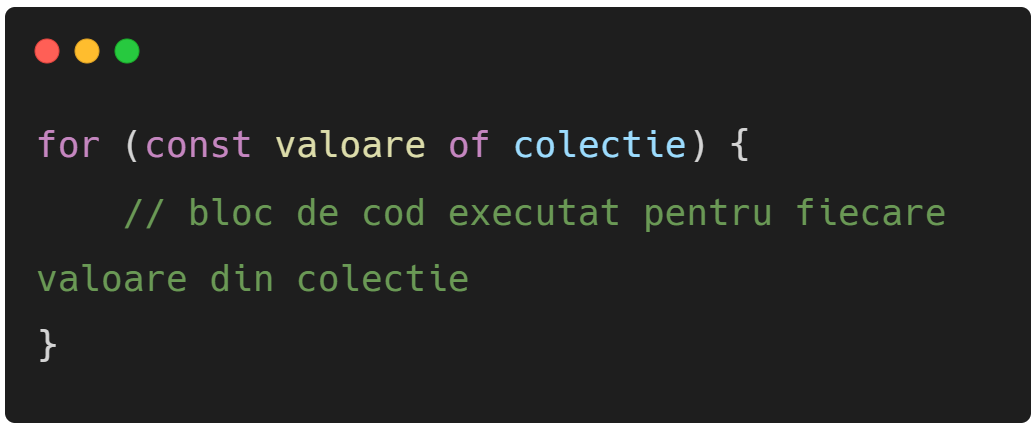 for (const valoare of colectie) {
    // bloc de cod executat pentru fiecare
valoare din colectie
}